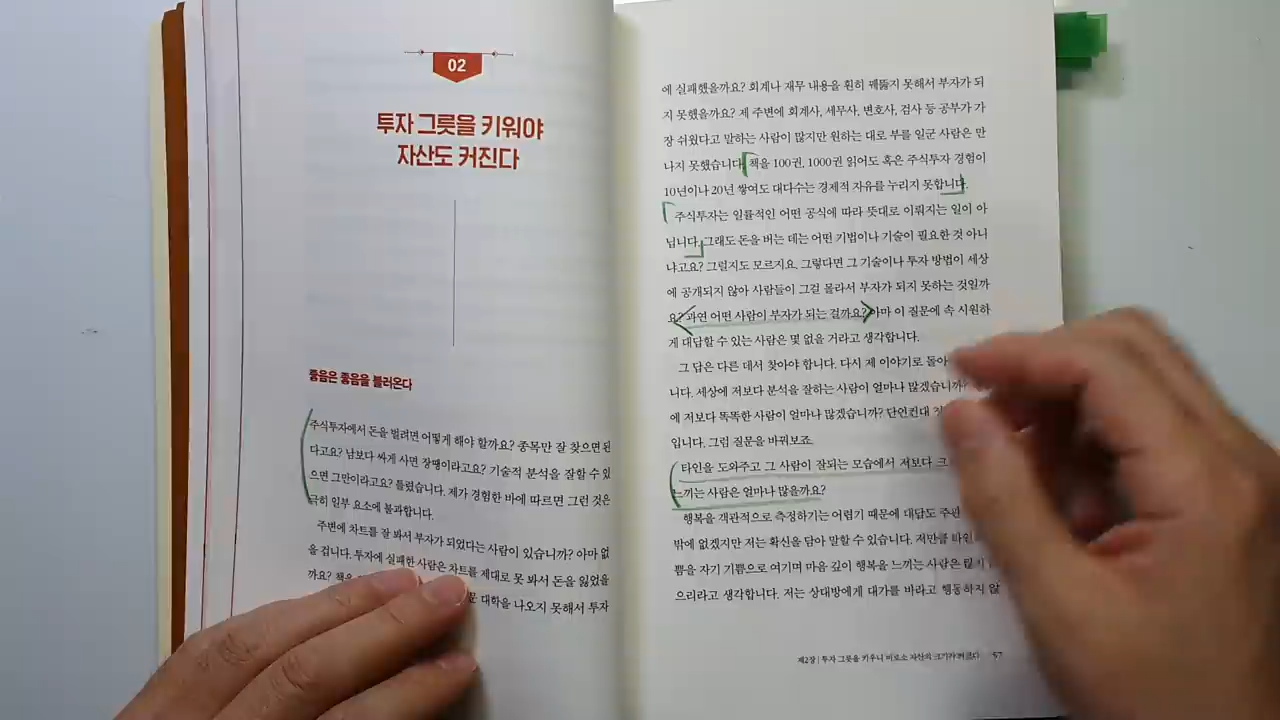 02
투자 그릇을 키워야
자산도 커진다
좋음은 좋음을 불러온다
주식투자에서 돈을 벌려면 어떻게 해야 할까요? 종목만 잘 찾으면 된
다고요? 남보다 싸게 사면 장땡이라고요? 기술적 분석을 잘할 수 있
으면 그만이라고요? 틀렸습니다. 제가 경험한 바에 따르면 그런 것은
극히 일부 요소에 불과합니다.
주변에 차트를 잘 봐서 부자가 되었다는 사람이 있습니까? 아마 없
을 겁니다. 투자에 실패한 사람은 차트를 제대로 못 봐서 돈을 잃었을
까요? 책을
대학을 나오지 못해서 투자
에 실패했을까요? 회계나 재무 내용을 훤히 꿰뚫지 못해서 부자가 되
지 못했을까요? 제 주변에 회계사, 세무사, 변호사, 검사 등 공부가 가
장 쉬웠다고 말하는 사람이 많지만 원하는 대로 부를 일군 사람은 만
나지 못했습니다. 책을 100권, 1000권 읽어도 혹은 주식투자 경험이
10년이나 20년 쌓여도 대다수는 경제적 자유를 누리지 못합니다.
주식투자는 일률적인 어떤 공식에 따라 뜻대로 이뤄지는 일이 아
닙니다. 그래도 돈을 버는 데는 어떤 기법이나 기술이 필요한 것 아니
냐고요? 그럴지도 모르지요. 그렇다면 그 기술이나 투자 방법이 세상
에 공개되지 않아 사람들이 그걸 몰라서 부자가 되지 못하는 것일까
요? 과연 어떤 사람이 부자가 되는 걸까요? 아마 이 질문에 속 시원하
게 대답할 수 있는 사람은 몇 없을 거라고 생각합니다.
그 답은 다른 데서 찾아야 합니다. 다시 제 이야기로 돌아
니다. 세상에 저보다 분석을 잘하는 사람이 얼마나 많겠습니까?
에 저보다 똑똑한 사람이 얼마나 많겠습니까? 단언컨대
입니다. 그럼 질문을 바꿔보죠.
타인을 도와주고 그 사람이 잘되는 모습에서 저보다
느끼는 사람은 얼마나 많을까요?
행복을 객관적으로 측정하기는 어렵기 때문에 대답도
밖에 없겠지만 저는 확신을 담아 말할 수 있습니다. 저만큼 타인
쁨을 자기 기쁨으로 여기며 마음 깊이 행복을 느끼는 사람은
으리라고 생각합니다. 저는 상대방에게 대가를 바라고 행동하지 않
제2장 | 투자 그릇을 키우니 비로소 자산의 크기가 커졌다 57